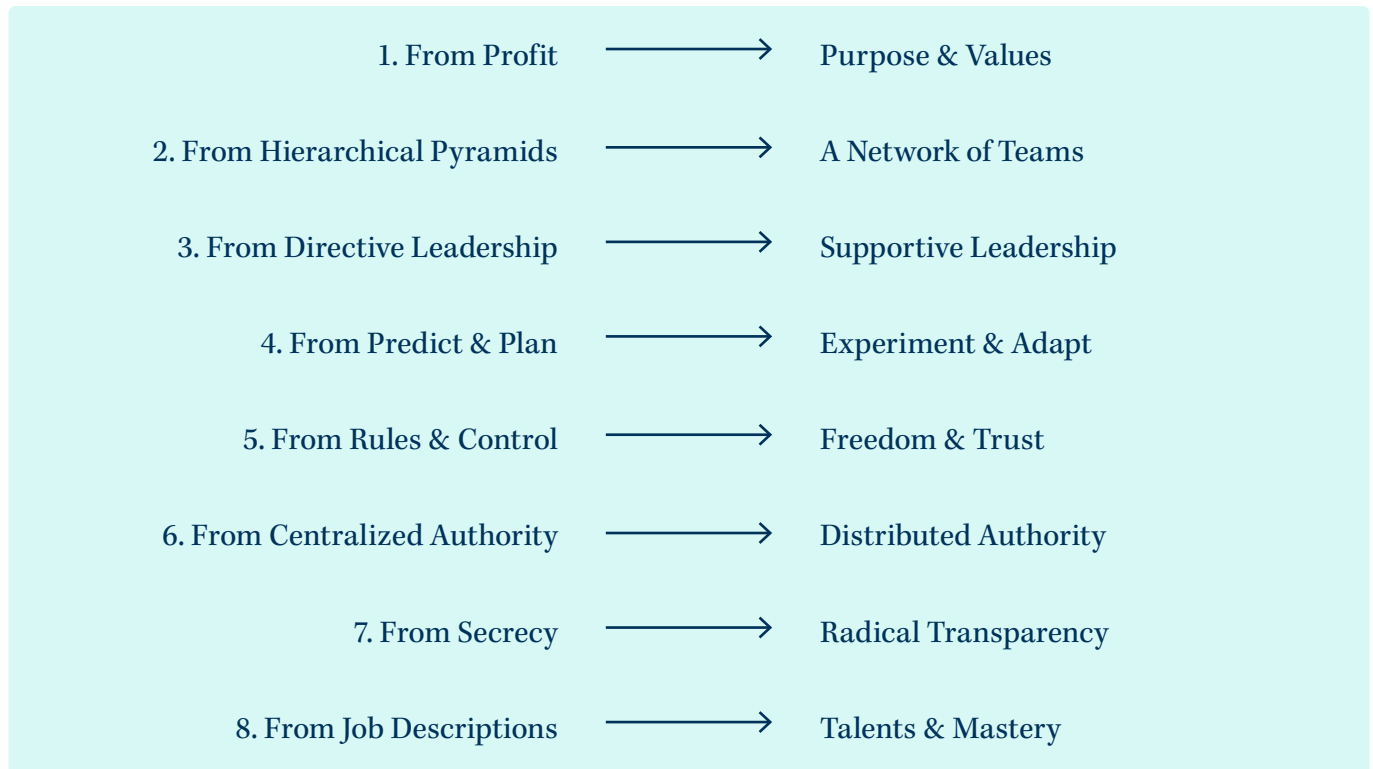 1. From Profit → Purpose & Values
2. From Hierarchical Pyramids → A Network of Teams
3. From Directive Leadership → Supportive Leadership
4. From Predict & Plan → Experiment & Adapt
5. From Rules & Control → Freedom & Trust
6. From Centralized Authority → Distributed Authority
7. From Secrecy → Radical Transparency
8. From Job Descriptions → Talents & Mastery